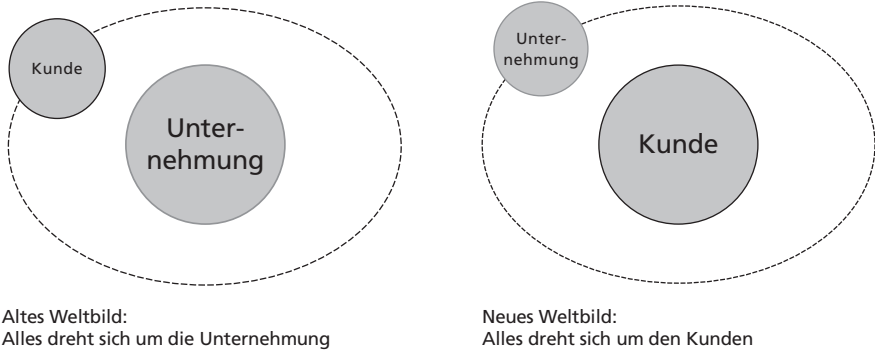 Kunde
Unter-
nehmung
Altes Weltbild:
Alles dreht sich um die Unternehmung
Unter-
nehmung
Kunde
Neues Weltbild:
Alles dreht sich um den Kunden